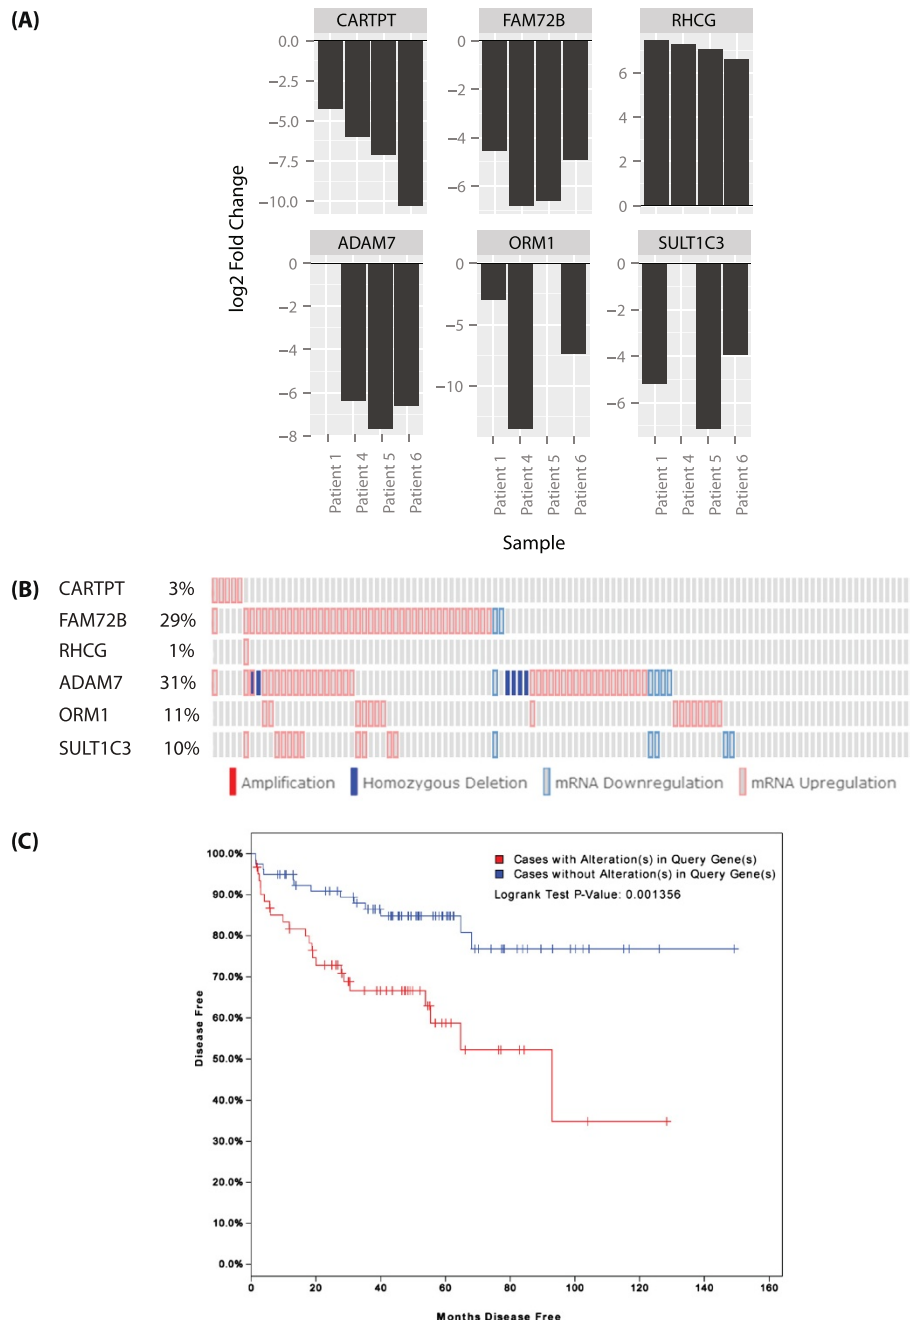 (A)
CARTPT FAM72B RHCG
0.0
−2.5
−5.0
−7.5
−10.0
0
−2
−4
−6
6
4
2
0
log2 Fold Change
ADAM7 ORM1 SULT1C3
0
−2
−4
−6
−8
0
−5
−10
0
−2
−4
−6
Patient 1 Patient 4 Patient 5 Patient 6
Patient 1 Patient 4 Patient 5 Patient 6
Patient 1 Patient 4 Patient 5 Patient 6
Sample
(B)
CARTPT 3%
FAM72B 29%
RHCG 1%
ADAM7 31%
ORM1 11%
SULT1C3 10%
Amplification Homozygous Deletion mRNA Downregulation mRNA Upregulation
(C)
Cases with Alteration(s) in Query Gene(s)
Cases without Alteration(s) in Query Gene(s)
Logrank Test P-Value: 0.001356
100.0%
90.0%
80.0%
70.0%
60.0%
50.0%
40.0%
30.0%
20.0%
10.0%
0.0%
Disease Free
0 20 40 60 80 100 120 140 160
Months Disease Free